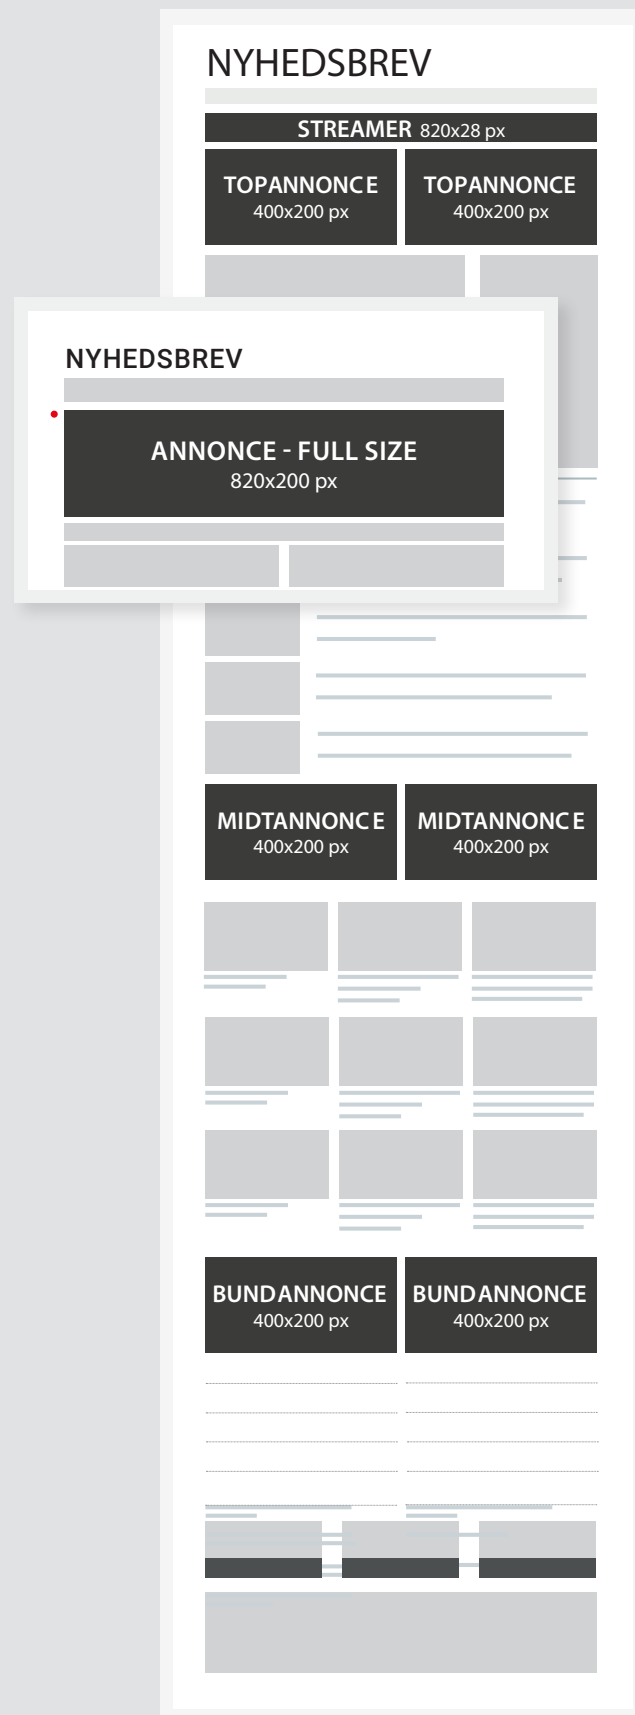 NYHEDSBREV
STREAMER 820x28 px
TOPANNONCE
400x200 px
TOPANNONCE
400x200 px
NYHEDSBREV
ANNONCE - FULL SIZE
820x200 px
MIDTANNONCE
400x200 px
MIDTANNONCE
400x200 px
BUNDANNONCE
400x200 px
BUNDANNONCE
400x200 px